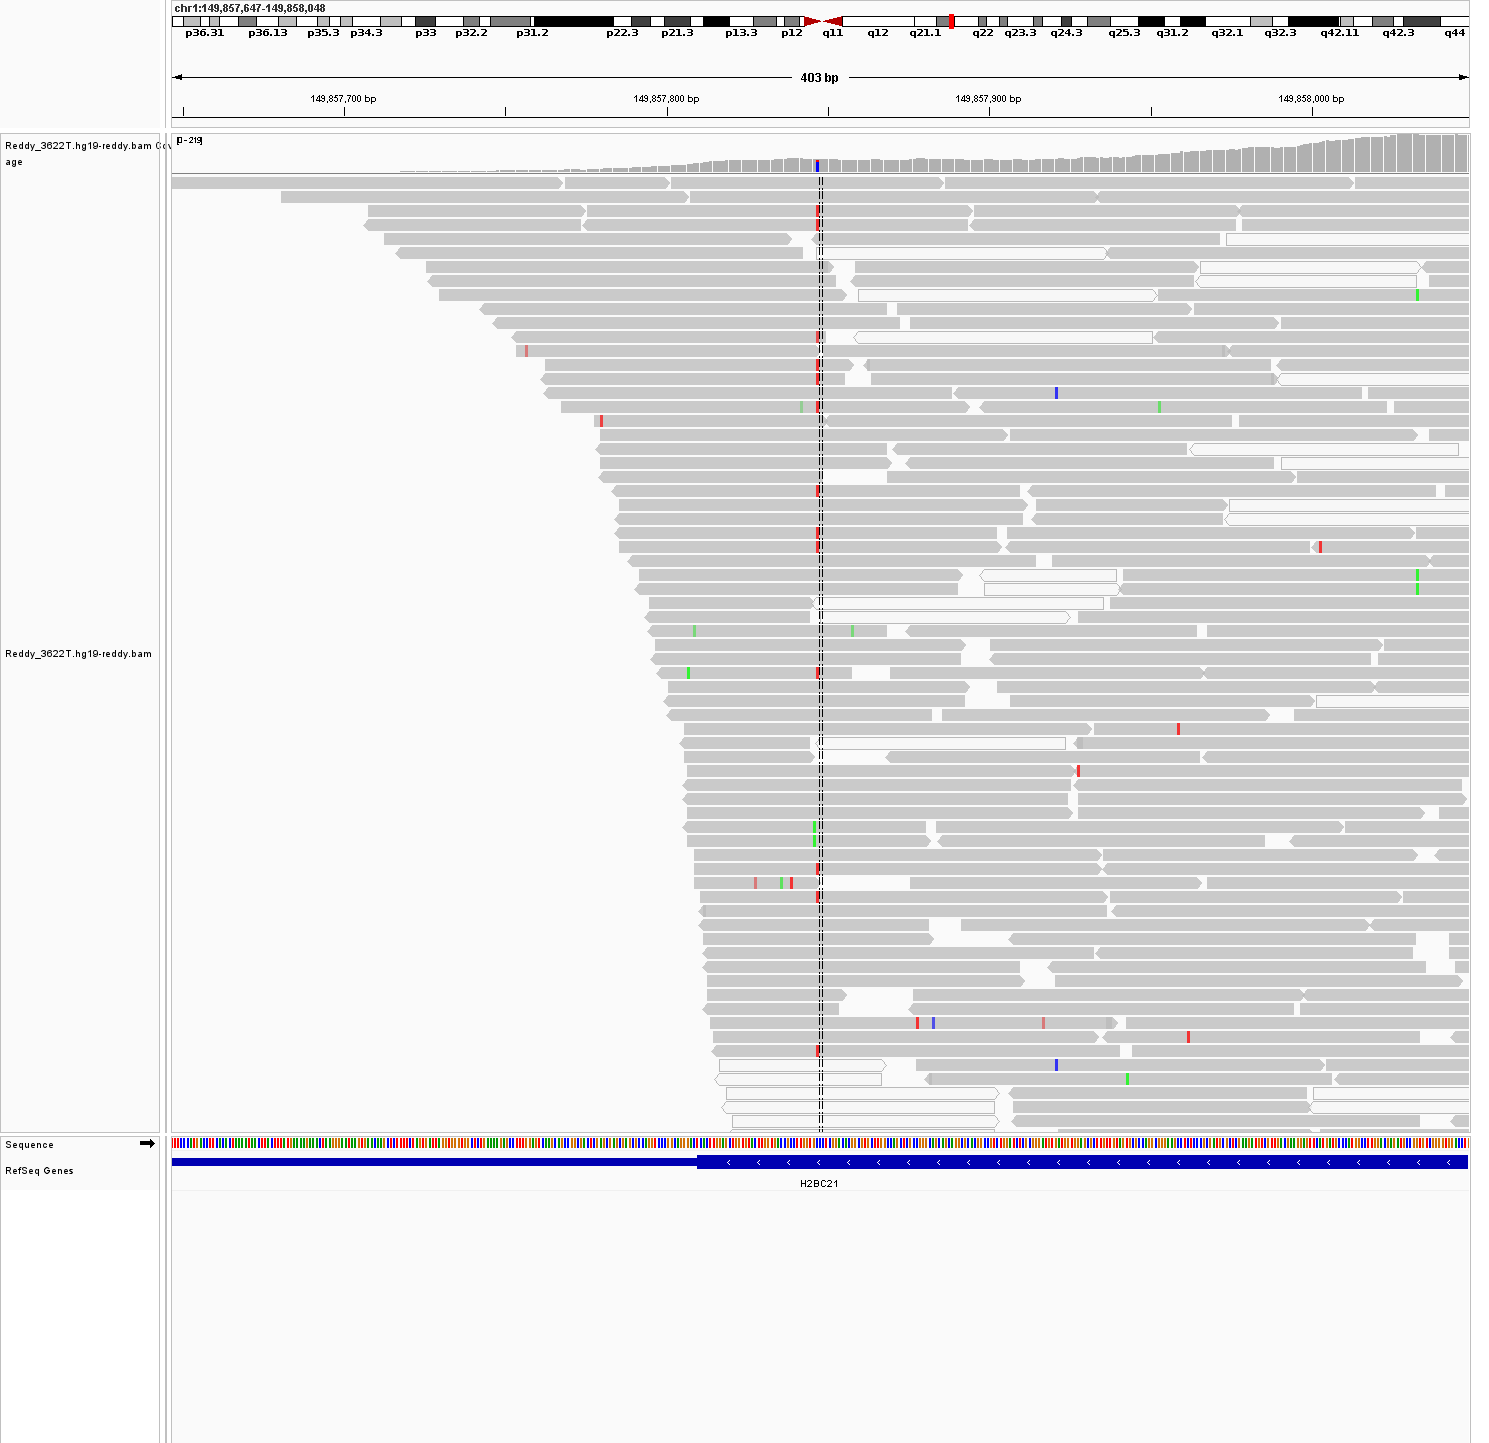 chr1:149,857,647-149,858,048
p36.31 p36.13 p35.3 p34.3 p33 p32.2 p31.2 p22.3 p21.3 p13.3 p12 q11 q12 q21.1 q22 q23.3 q24.3 q25.3 q31.2 q32.1 q32.3 q42.11 q42.3 q44
403 bp
149,857,700 bp 149,857,800 bp 149,857,900 bp 149,858,000 bp
[0-219]
Reddy_3622T.hg19-reddy.bam Cov
age
Reddy_3622T.hg19-reddy.bam
Sequence
RefSeq Genes
H2BC21